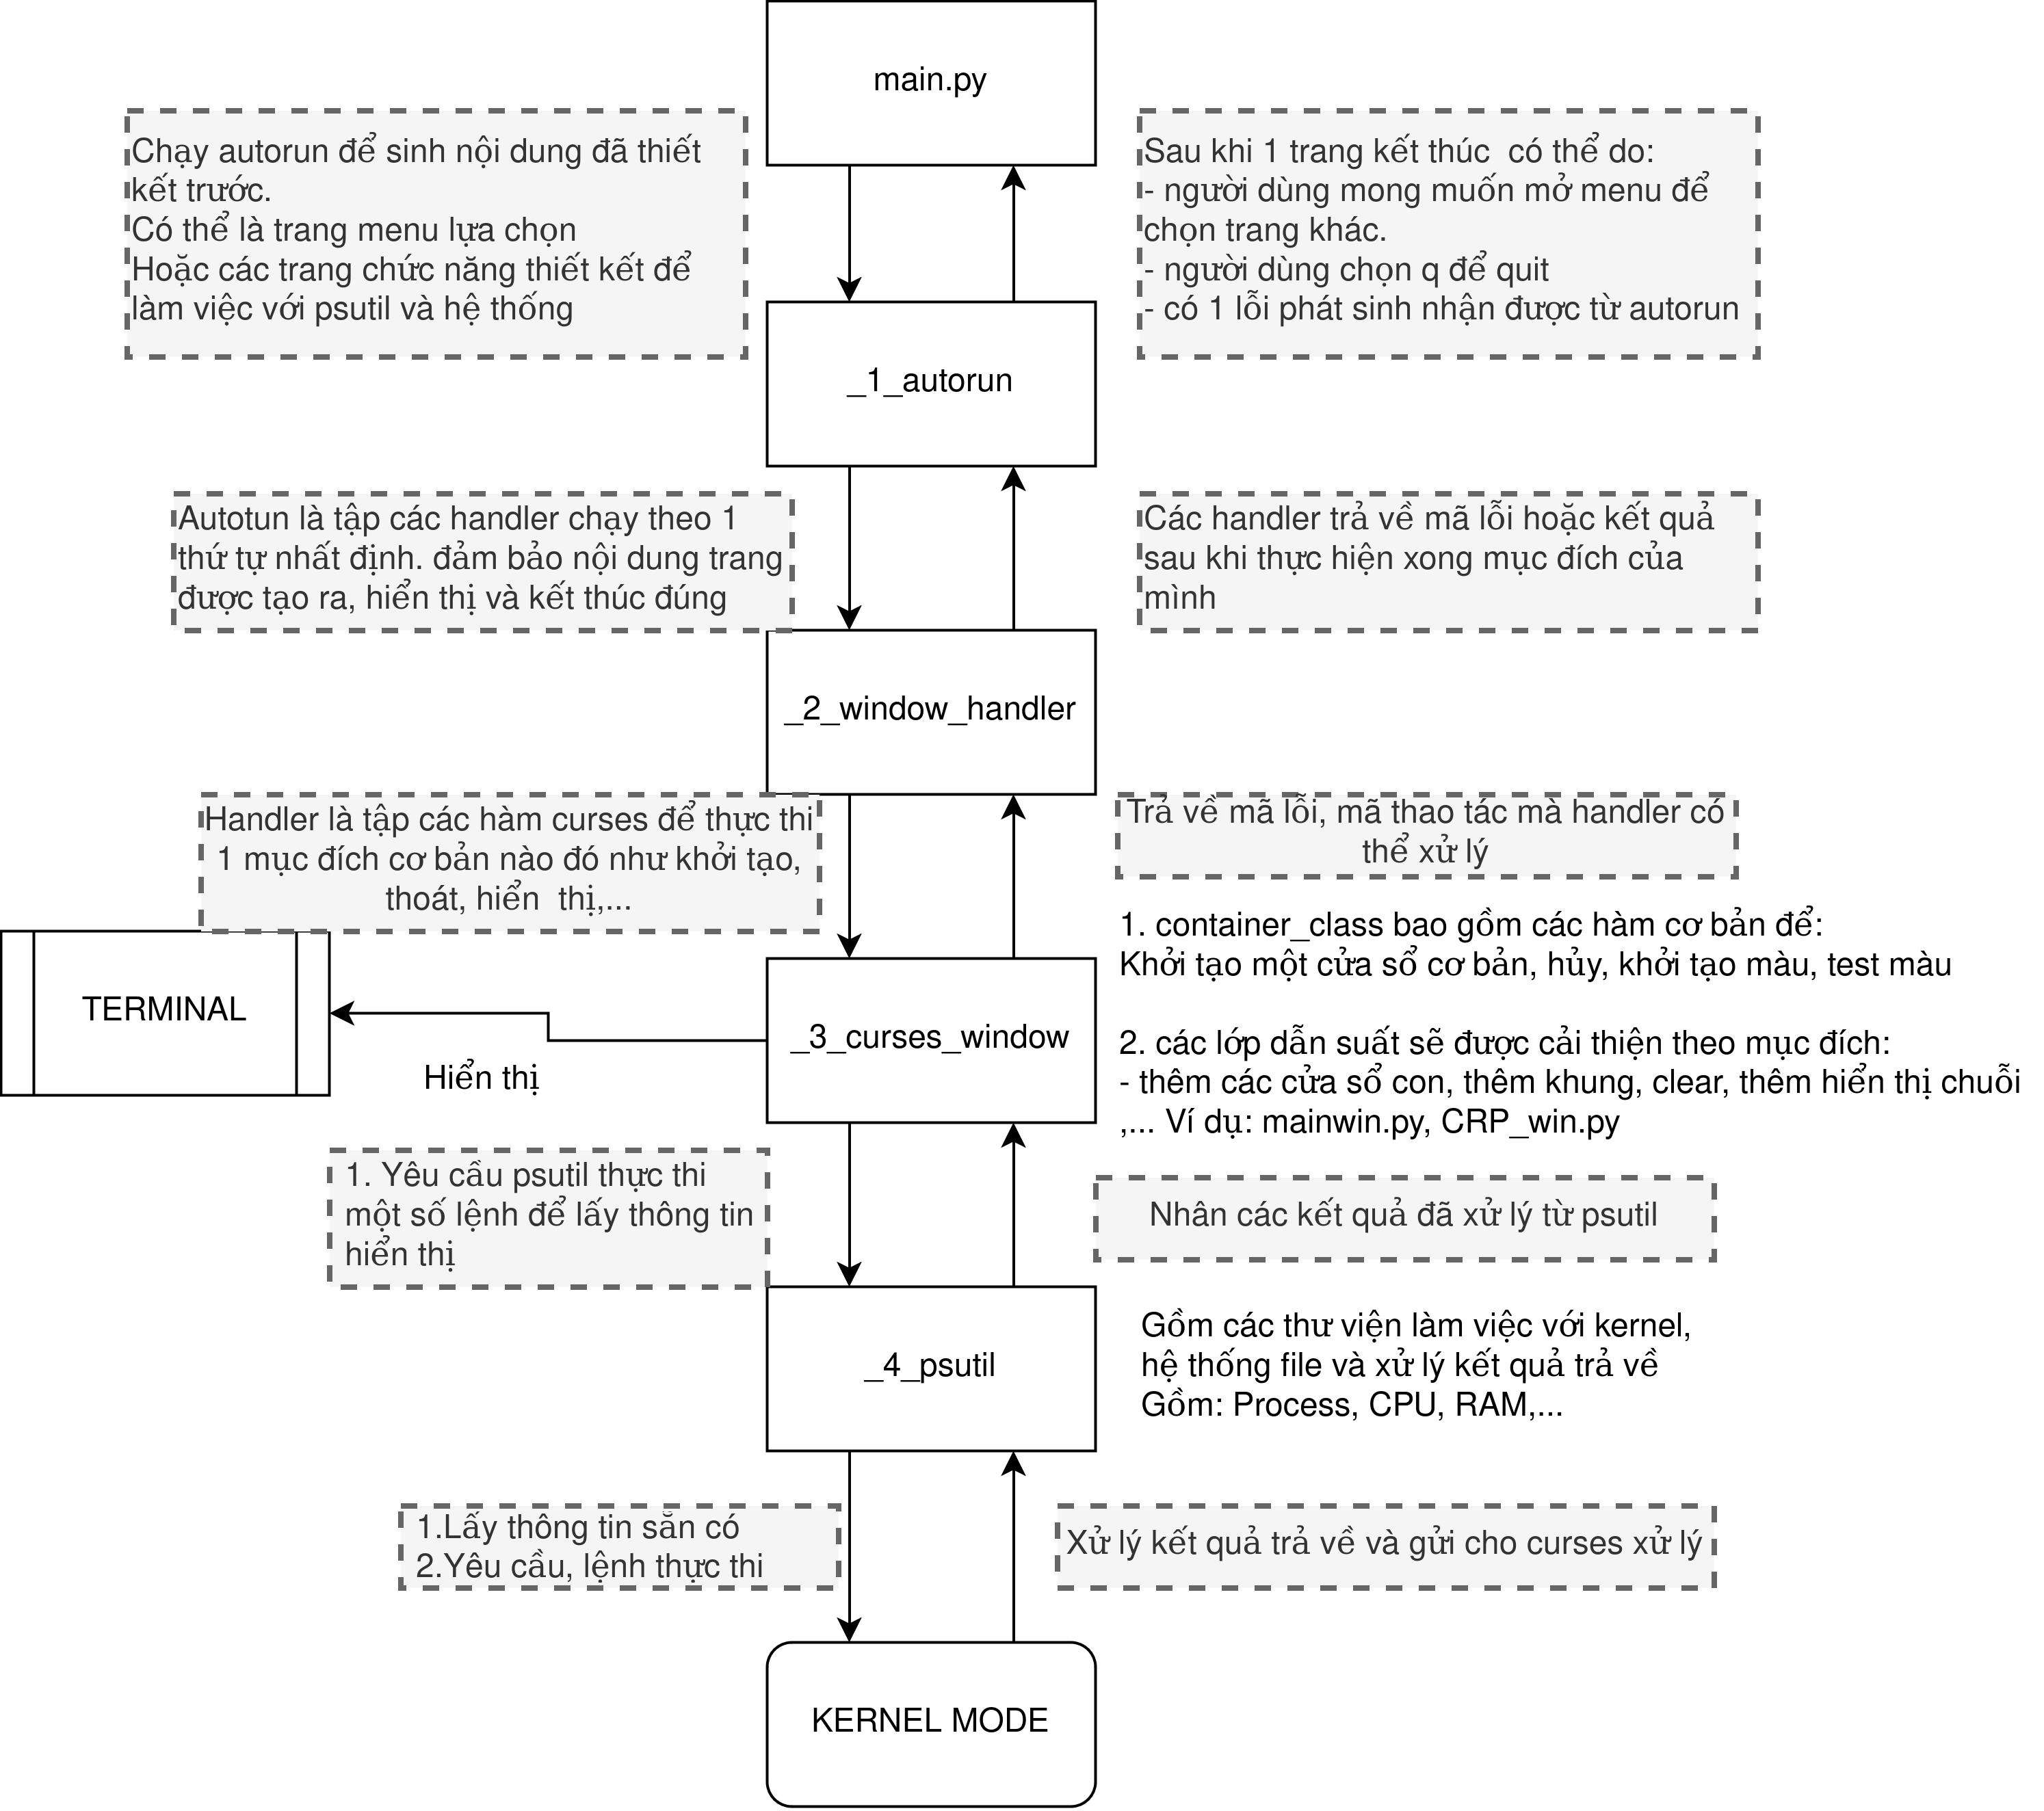 main.py
Chạy autorun để sinh nội dung đã thiết
kết trước.
Có thể là trang menu lựa chọn
Hoặc các trang chức năng thiết kết để
làm việc với psutil và hệ thống
Sau khi 1 trang kết thúc  có thể do:
- người dùng mong muốn mở menu để
chọn trang khác.
- người dùng chọn q để quit
- có 1 lỗi phát sinh nhận được từ autorun
_1_autorun
Autotun là tập các handler chạy theo 1
thứ tự nhất định. đảm bảo nội dung trang
được tạo ra, hiển thị và kết thúc đúng
Các handler trả về mã lỗi hoặc kết quả
sau khi thực hiện xong mục đích của
mình
_2_window_handler
Handler là tập các hàm curses để thực thi
1 mục đích cơ bản nào đó như khởi tạo,
thoát, hiển  thị,...
Trả về mã lỗi, mã thao tác mà handler có
thể xử lý
1. container_class bao gồm các hàm cơ bản để:
Khởi tạo một cửa sổ cơ bản, hủy, khởi tạo màu, test màu
2. các lớp dẫn suất sẽ được cải thiện theo mục đích:
- thêm các cửa sổ con, thêm khung, clear, thêm hiển thị chuỗi
,... Ví dụ: mainwin.py, CRP_win.py
TERMINAL
Hiển thị
_3_curses_window
1. Yêu cầu psutil thực thi
một số lệnh để lấy thông tin
hiển thị
Nhân các kết quả đã xử lý từ psutil
_4_psutil
Gồm các thư viện làm việc với kernel,
hệ thống file và xử lý kết quả trả về
Gồm: Process, CPU, RAM,...
1.Lấy thông tin sẵn có
2.Yêu cầu, lệnh thực thi
Xử lý kết quả trả về và gửi cho curses xử lý
KERNEL MODE